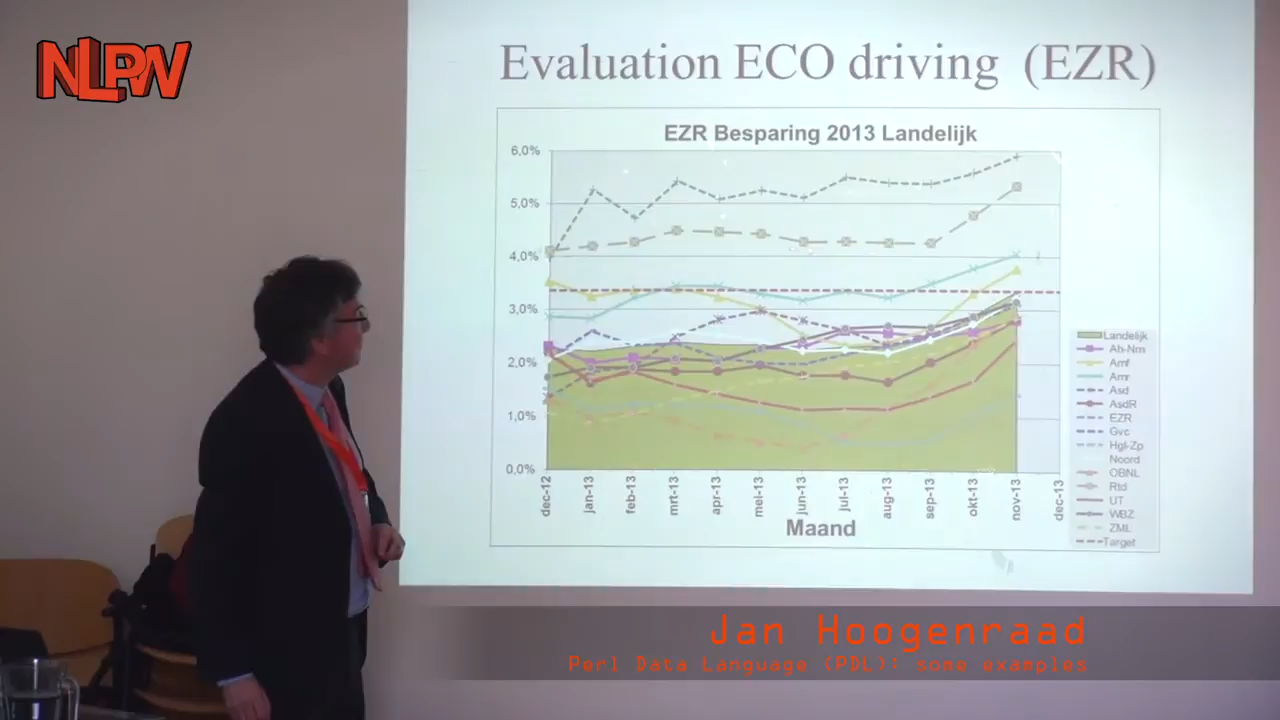 NLPW
Evaluation ECO driving (EZR)
EZR Besparing 2013 Landelijk
6,0%
5,0%
4,0%
3,0%
2,0%
1,0%
0,0%
dec-12
jan-13
feb-13
mrt-13
apr-13
mei-13
jun-13
jul-13
aug-13
sep-13
okt-13
nov-13
dec-13
Maand
Landelijk
Ah-Nm
Amf
Amr
Asd
AsdR
EZR
Gvc
Hgl-Zp
Noord
OBNL
Rtd
UT
WBZ
ZML
Target
Jan Hoogenraad
Perl Data Language (PDL): some examples